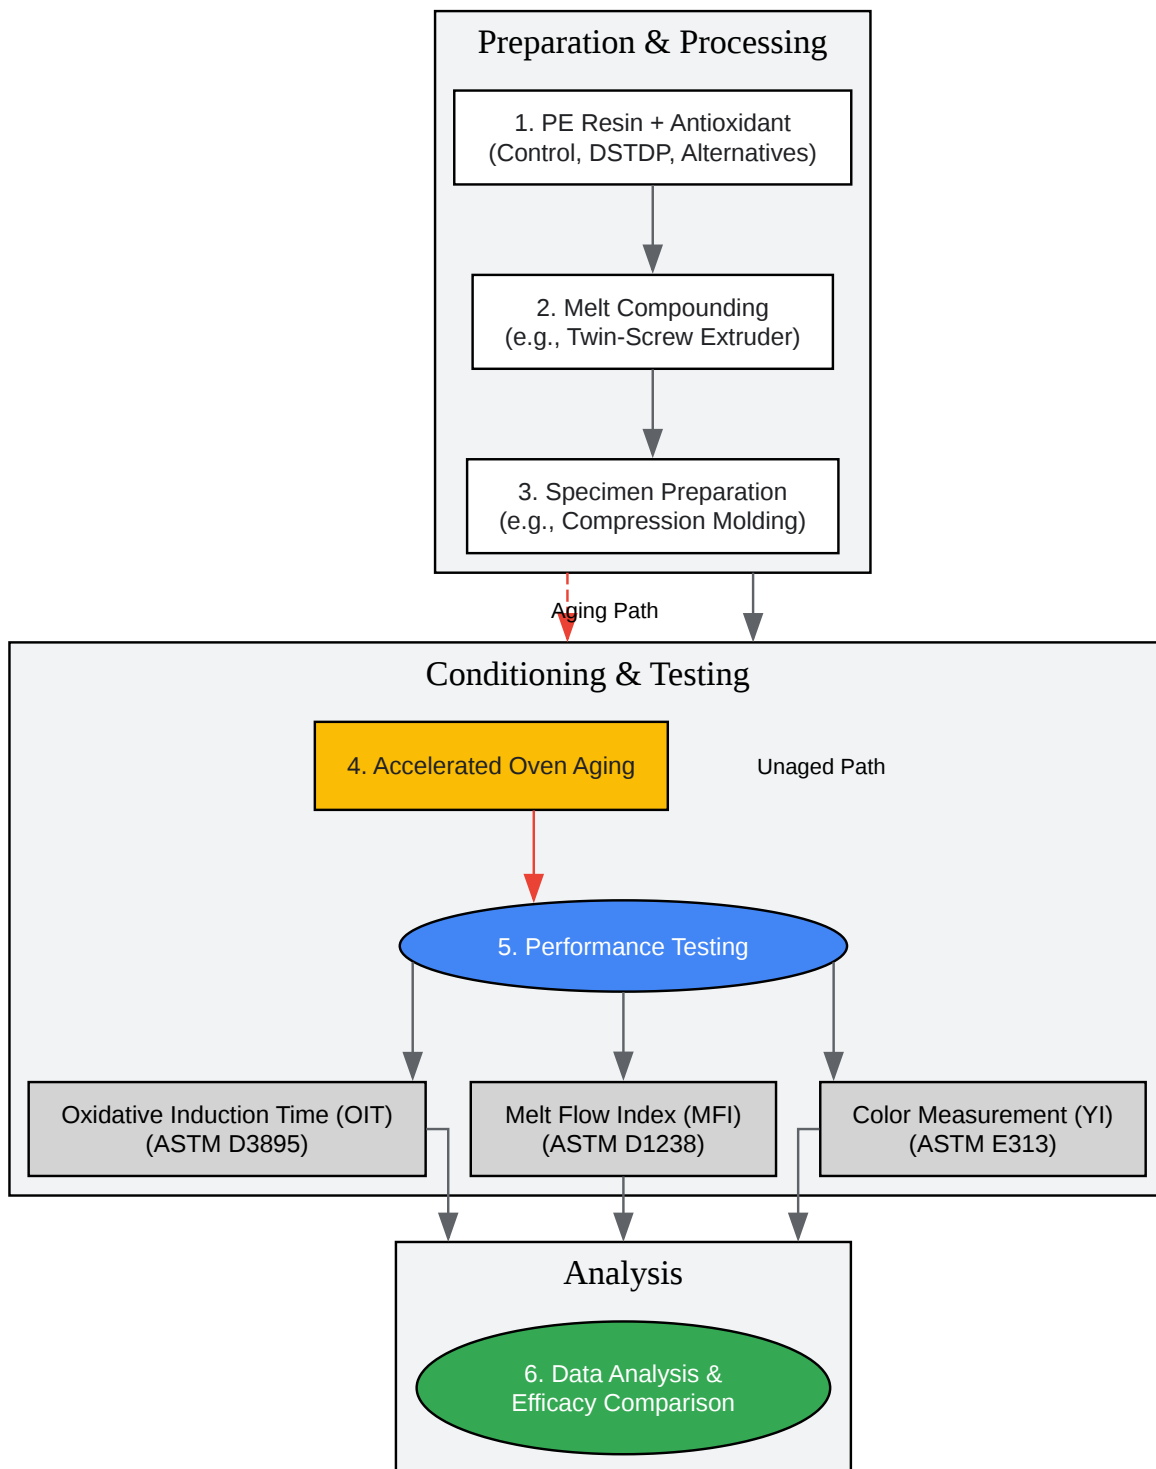 Preparation & Processing
1. PE Resin + Antioxidant
(Control, DSTDP, Alternatives)
2. Melt Compounding
(e.g., Twin-Screw Extruder)
3. Specimen Preparation
(e.g., Compression Molding)
Aging Path
Conditioning & Testing
4. Accelerated Oven Aging
Unaged Path
5. Performance Testing
Oxidative Induction Time (OIT)
(ASTM D3895)
Melt Flow Index (MFI)
(ASTM D1238)
Color Measurement (YI)
(ASTM E313)
Analysis
6. Data Analysis &
Efficacy Comparison